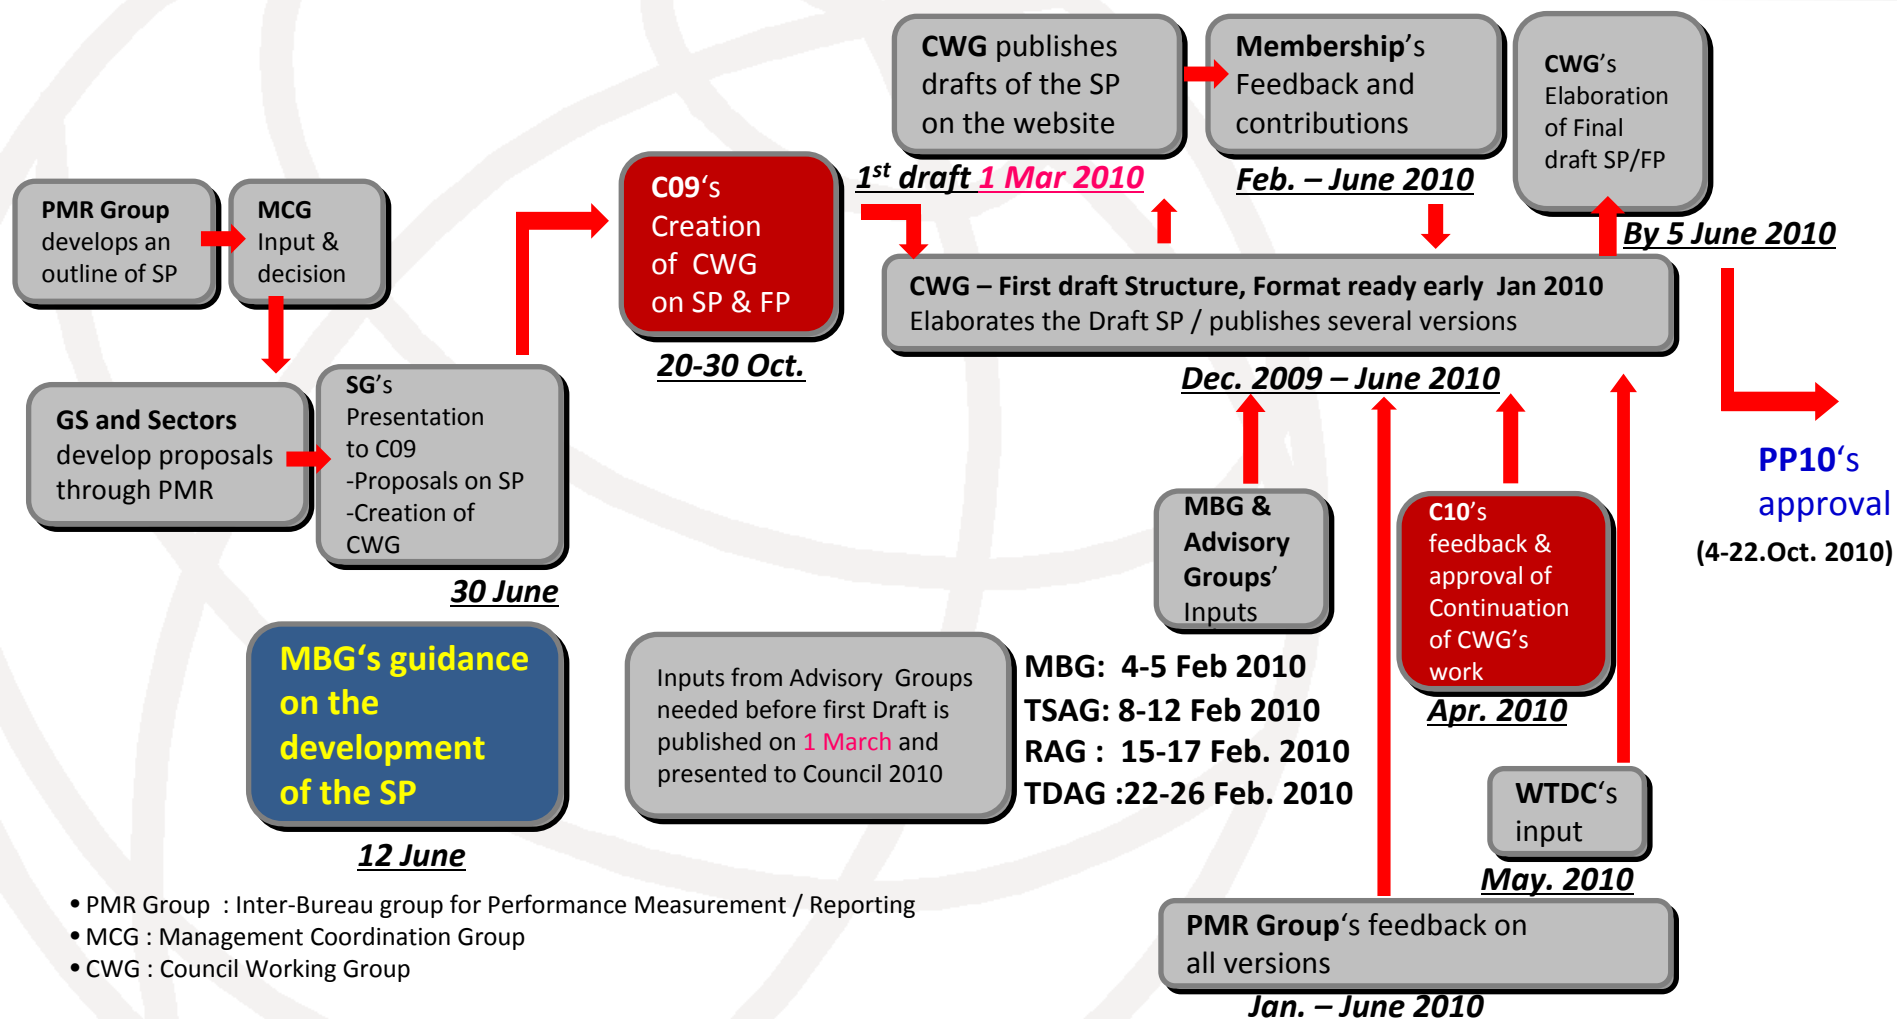 PMR Group
develops an
outline of SP
MCG
Input &
decision
GS and Sectors
develop proposals
through PMR
SG's
Presentation
to C09
-Proposals on SP
-Creation of
CWG
30 June
MBG‘s guidance
on the
development
of the SP
12 June
C09‘s
Creation
of CWG
on SP & FP
20-30 Oct.
CWG publishes
drafts of the SP
on the website
1st draft 1 Mar 2010
Membership’s
Feedback and
contributions
Feb. – June 2010
CWG’s
Elaboration
of Final
draft SP/FP
By 5 June 2010
CWG – First draft Structure, Format ready early Jan 2010
Elaborates the Draft SP / publishes several versions
Dec. 2009 – June 2010
PP10‘s
approval
(4-22.Oct. 2010)
MBG &
Advisory
Groups’
Inputs
C10’s
feedback &
approval of
Continuation
of CWG’s
work
Apr. 2010
Inputs from Advisory Groups
needed before first Draft is
published on 1 March and
presented to Council 2010
MBG: 4-5 Feb 2010
TSAG: 8-12 Feb 2010
RAG : 15-17 Feb. 2010
TDAG :22-26 Feb. 2010
WTDC‘s
input
May. 2010
PMR Group‘s feedback on
all versions
Jan. – June 2010
• PMR Group : Inter-Bureau group for Performance Measurement / Reporting
• MCG : Management Coordination Group
• CWG : Council Working Group